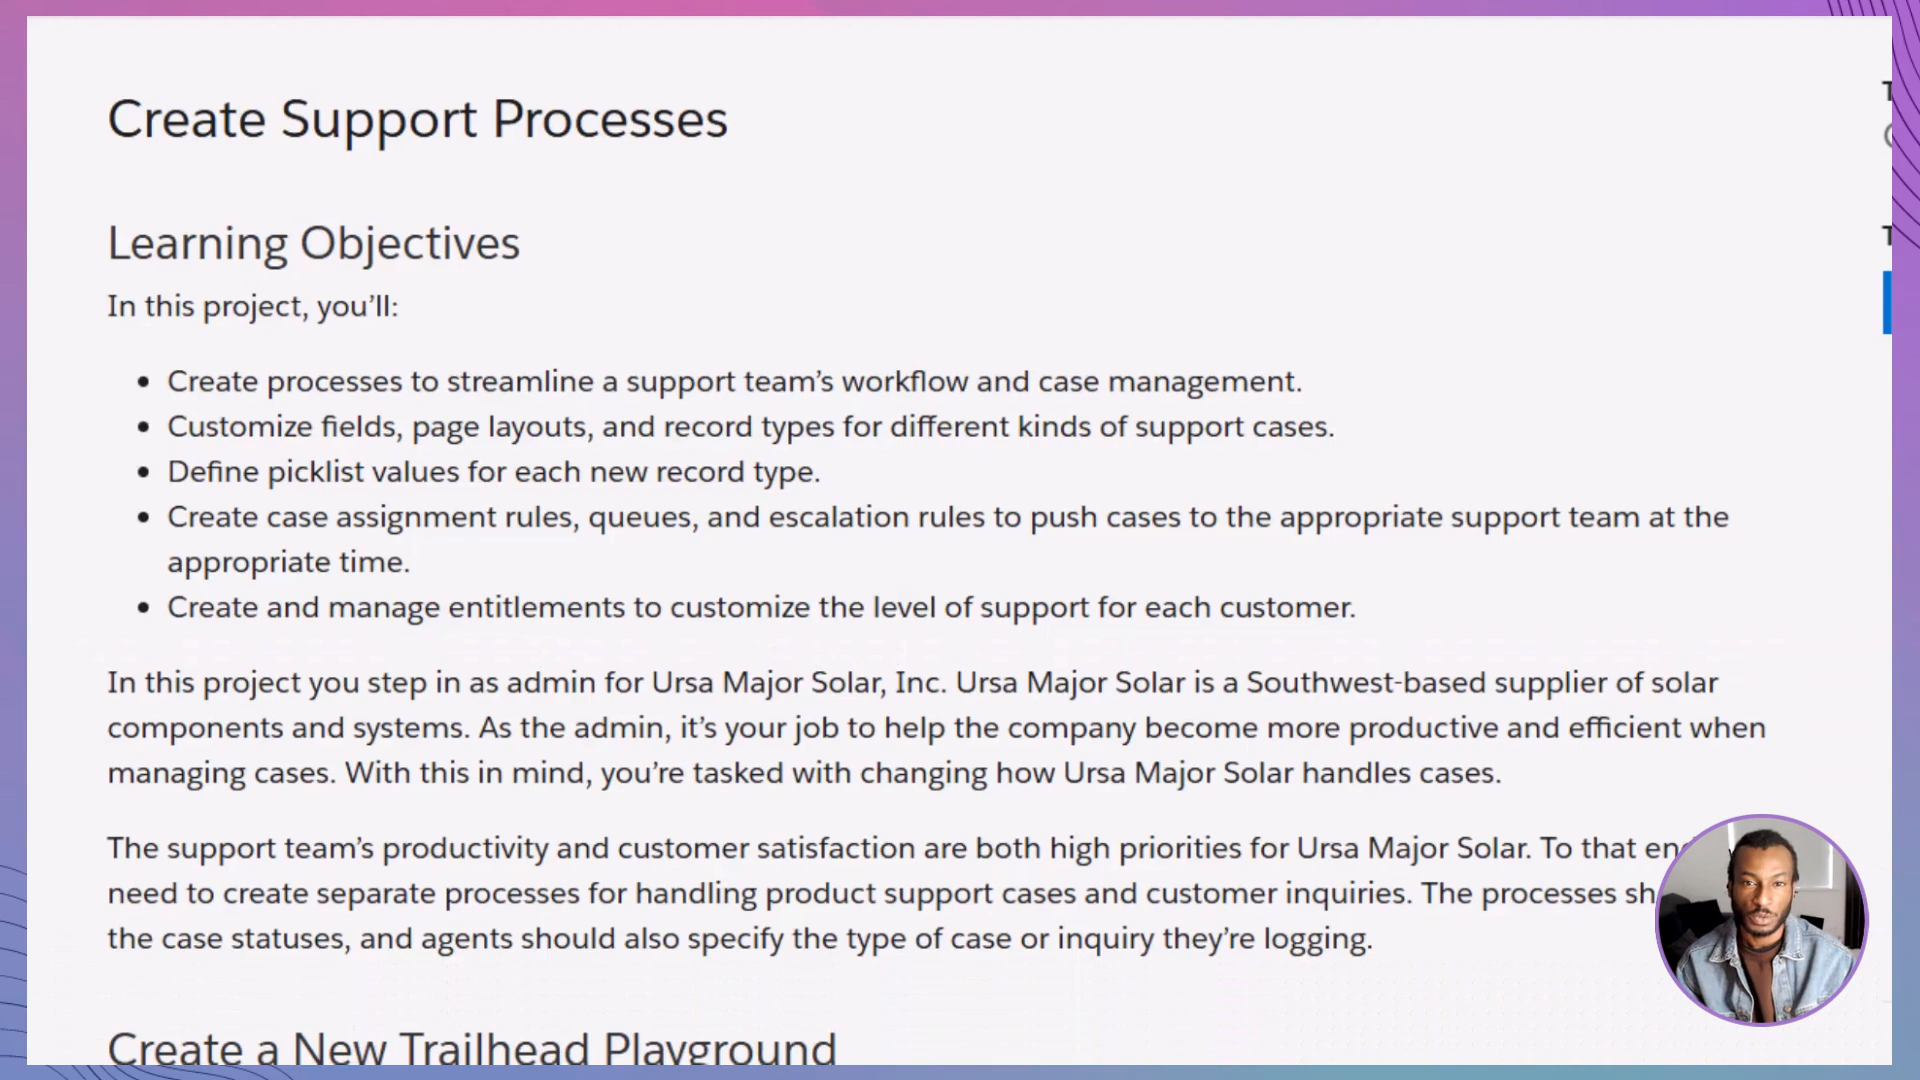 Create Support Processes
Learning Objectives
In this project, you’ll:
• Create processes to streamline a support team’s workflow and case management.
• Customize fields, page layouts, and record types for different kinds of support cases.
• Define picklist values for each new record type.
• Create case assignment rules, queues, and escalation rules to push cases to the appropriate support team at the
appropriate time.
• Create and manage entitlements to customize the level of support for each customer.
In this project you step in as admin for Ursa Major Solar, Inc. Ursa Major Solar is a Southwest-based supplier of solar
components and systems. As the admin, it’s your job to help the company become more productive and efficient when
managing cases. With this in mind, you’re tasked with changing how Ursa Major Solar handles cases.
The support team’s productivity and customer satisfaction are both high priorities for Ursa Major Solar. To that
need to create separate processes for handling product support cases and customer inquiries. The processes
the case statuses, and agents should also specify the type of case or inquiry they’re logging.
Create a New Trailhead Playground